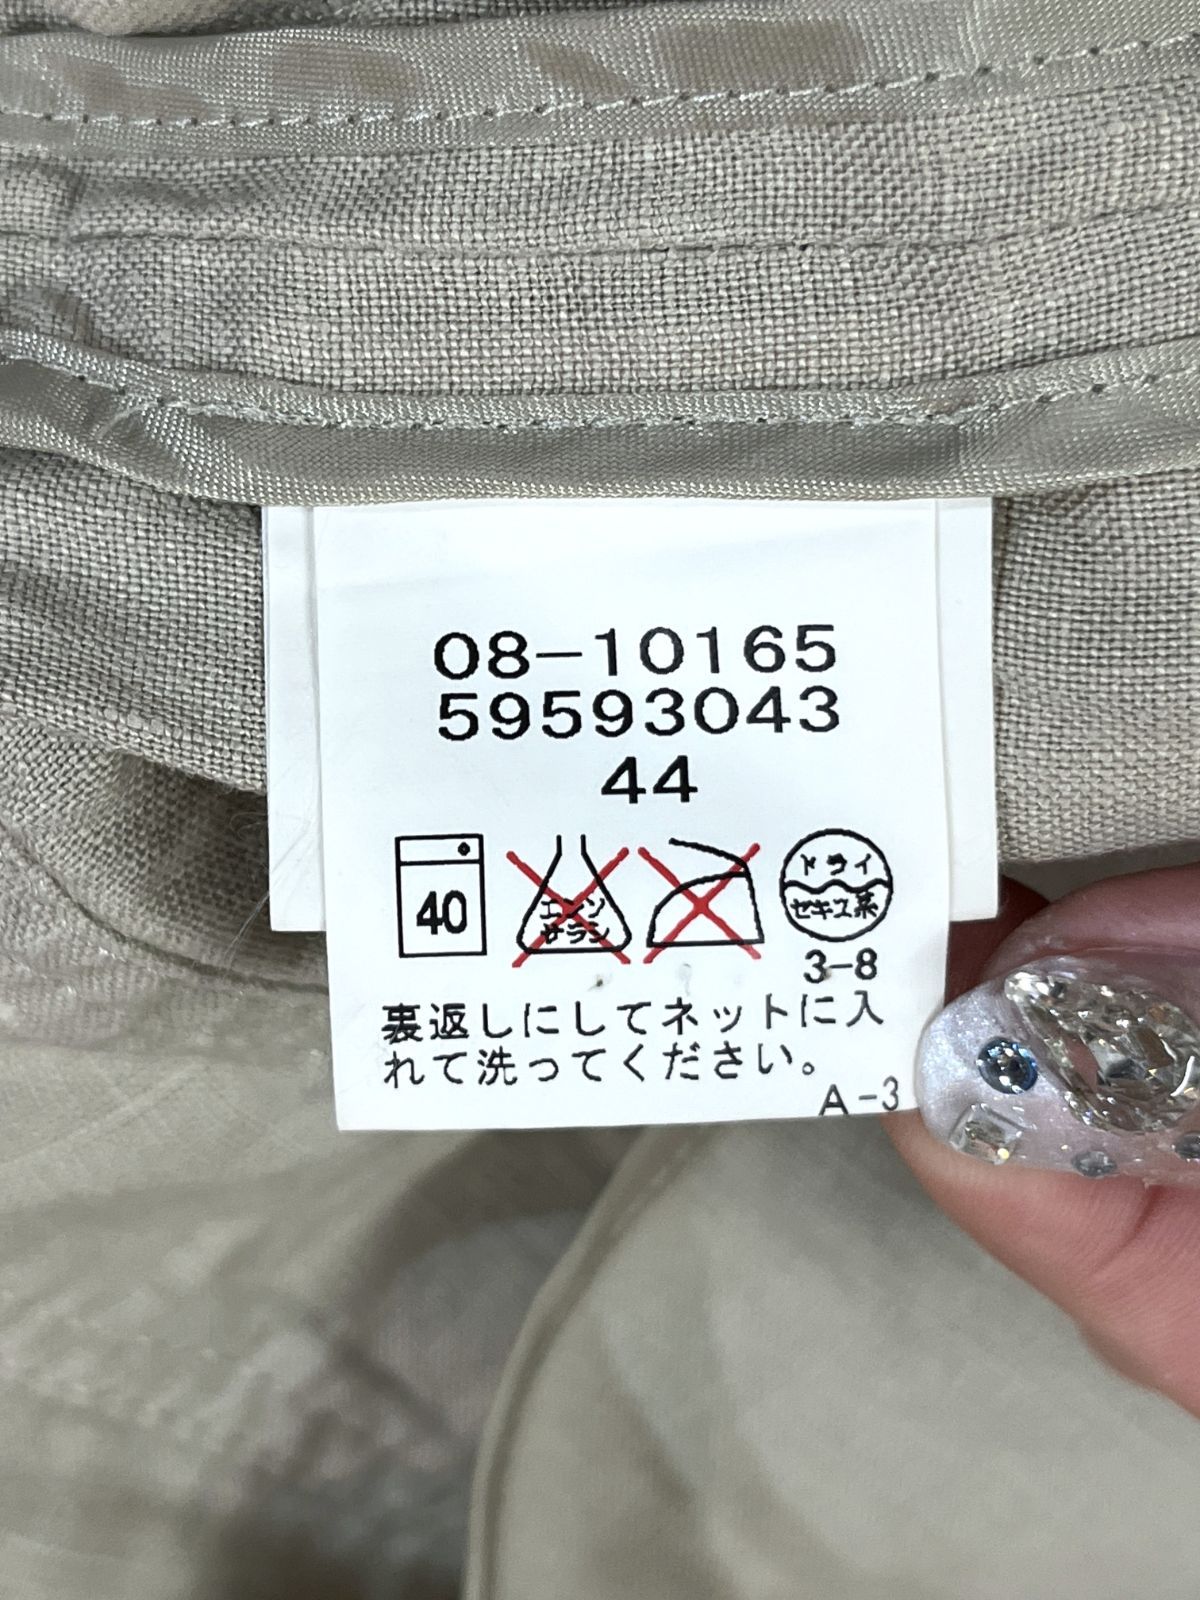 08-10165
59593043
44
40
エンソ
サラシ
ドライ
セキユ系
3-8
裏返しにしてネットに入
れて洗ってください。
A-3